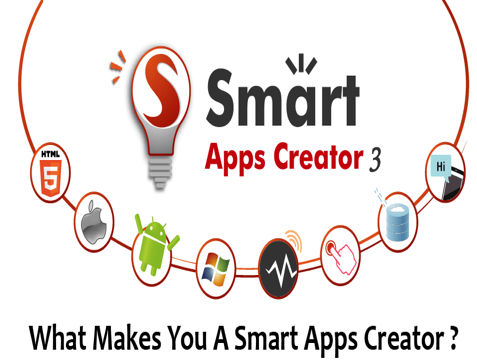 Smart
Apps Creator 3
HTML
5
Hi
What Makes You A Smart Apps Creator ?